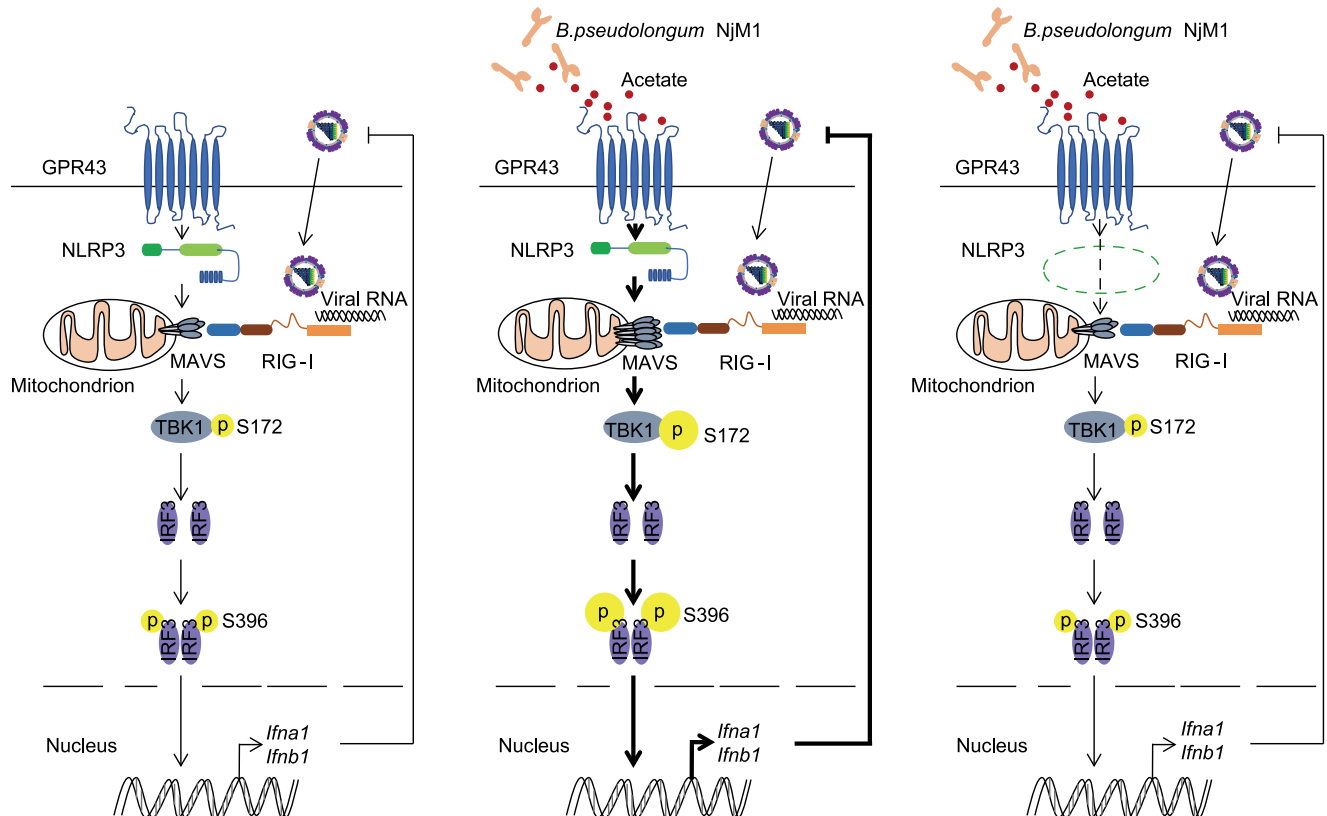 GPR43
NLRP3
Viral RNA
MAVS
RIG-I
Mitochondrion
TBK1
p
S172
IRF3
IRF3
p
p
S396
IRF3
IRF3
Nucleus
Ifna1
Ifnb1
B.pseudolongum NjM1
Acetate
GPR43
NLRP3
Viral RNA
MAVS
RIG-I
Mitochondrion
TBK1
p
S172
IRF3
IRF3
p
p
S396
IRF3
IRF3
Nucleus
Ifna1
Ifnb1
B.pseudolongum NjM1
Acetate
GPR43
NLRP3
Viral RNA
MAVS
RIG-I
Mitochondrion
TBK1
p
S172
IRF3
IRF3
p
p
S396
IRF3
IRF3
Nucleus
Ifna1
Ifnb1